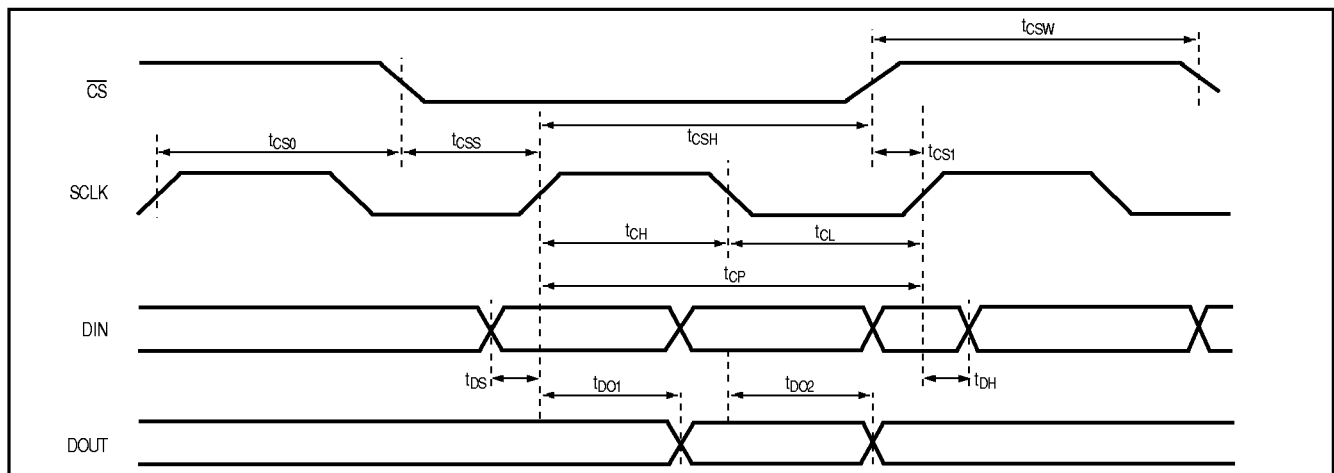 tCSW
CS
tCSH
tCS0
tCSS
tCS1
SCLK
tCH
tCL
tCP
DIN
tDS
tDO1
tDO2
tDH
DOUT